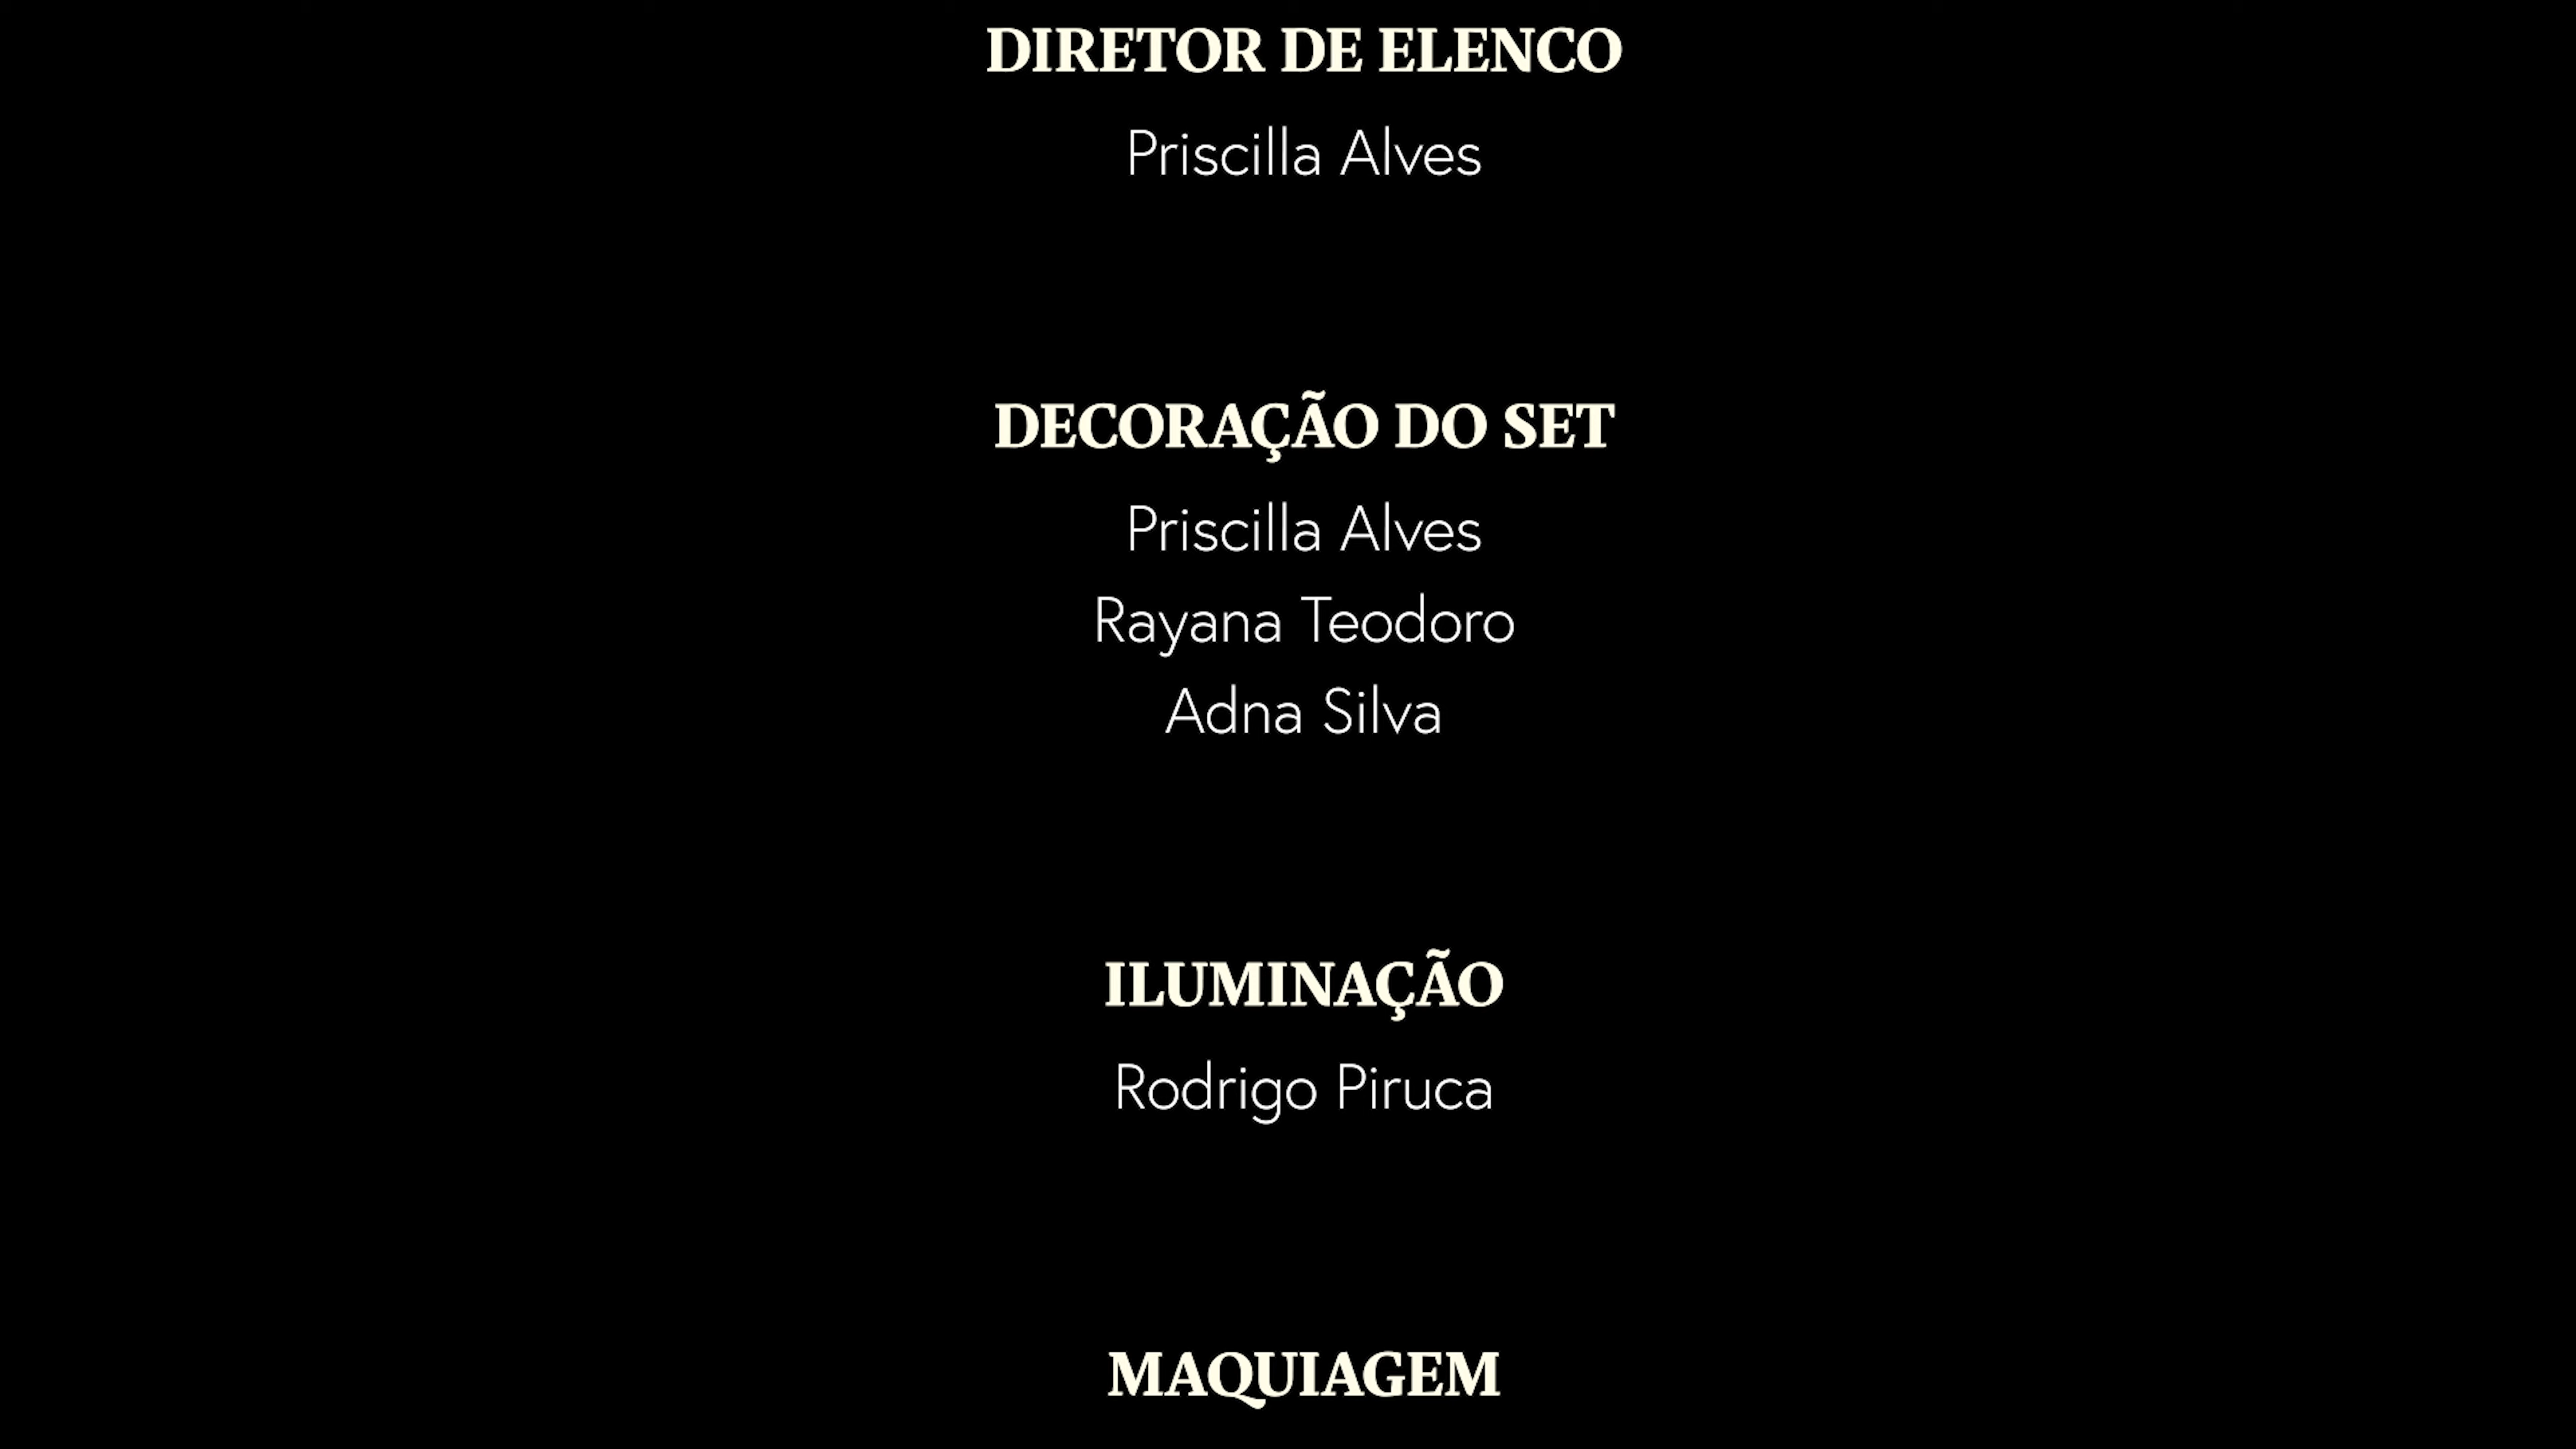 DIRETOR DE ELENCO
Priscilla Alves
DECORAÇÃO DO SET
Priscilla Alves
Rayana Teodoro
Adna Silva
ILUMINAÇÃO
Rodrigo Piruca
MAQUIAGEM